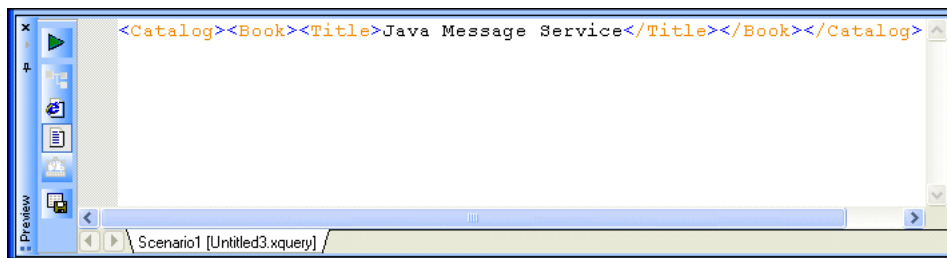 <Catalog><Book><Title>Java Message Service</Title></Book></Catalog>
Preview
Scenario1 [Untitled3.xquery]